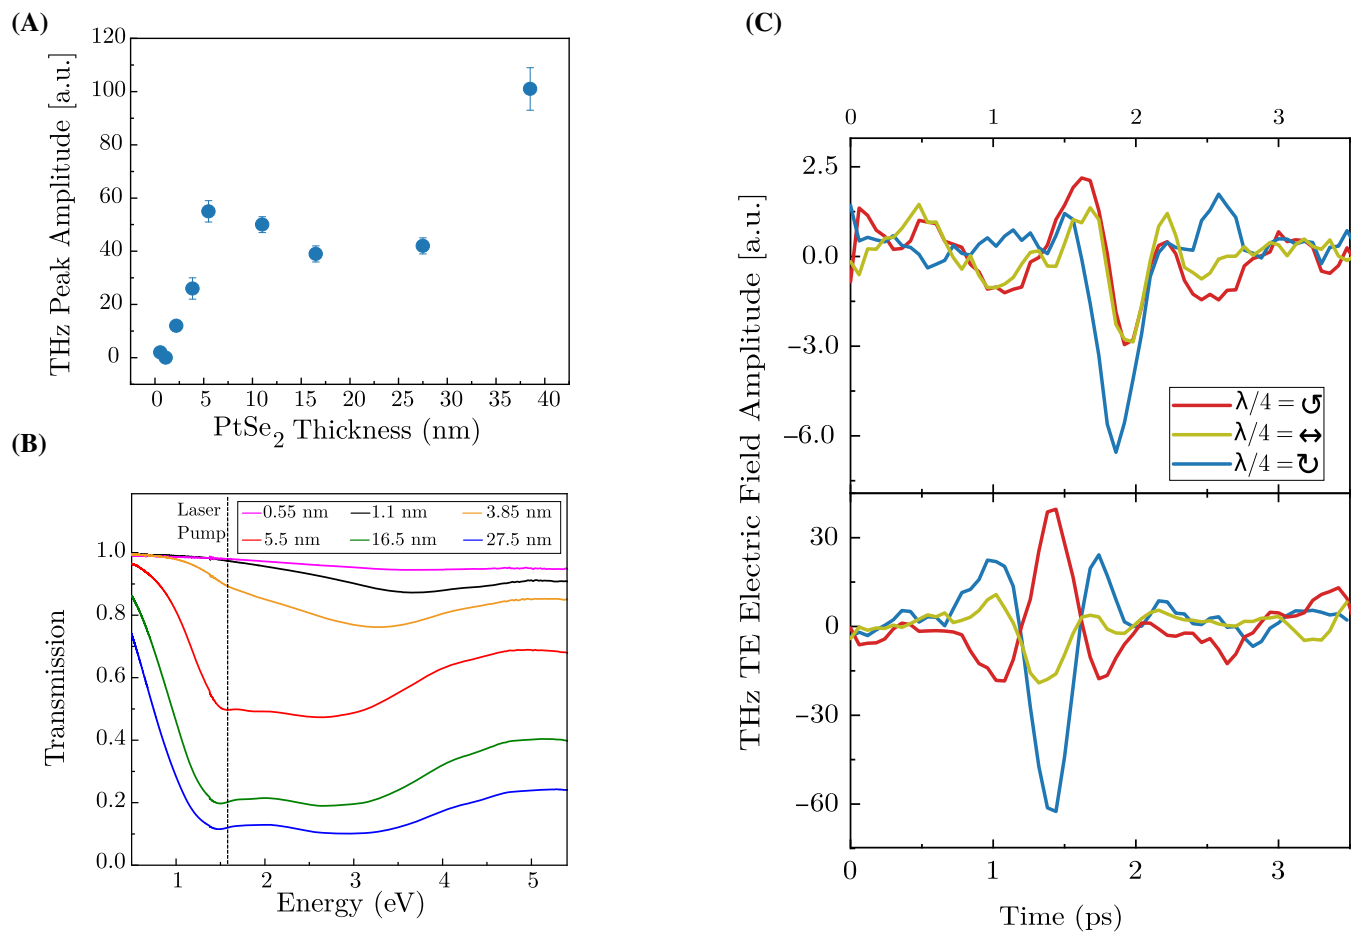 (A)
120
100
80
60
40
20
0
THz Peak Amplitude [a.u.]
0 5 10 15 20 25 30 35 40
PtSe2 Thickness (nm)
(B)
Laser
Pump
0.55 nm 1.1 nm 3.85 nm
5.5 nm 16.5 nm 27.5 nm
1.0
0.8
0.6
0.4
0.2
0.0
Transmission
1 2 3 4 5
Energy (eV)
(C)
0 1 2 3
2.5
0.0
−3.0
−6.0
λ/4 = ↺
λ/4 = ↔
λ/4 = ↻
30
0
−30
−60
THz TE Electric Field Amplitude [a.u.]
0 1 2 3
Time (ps)